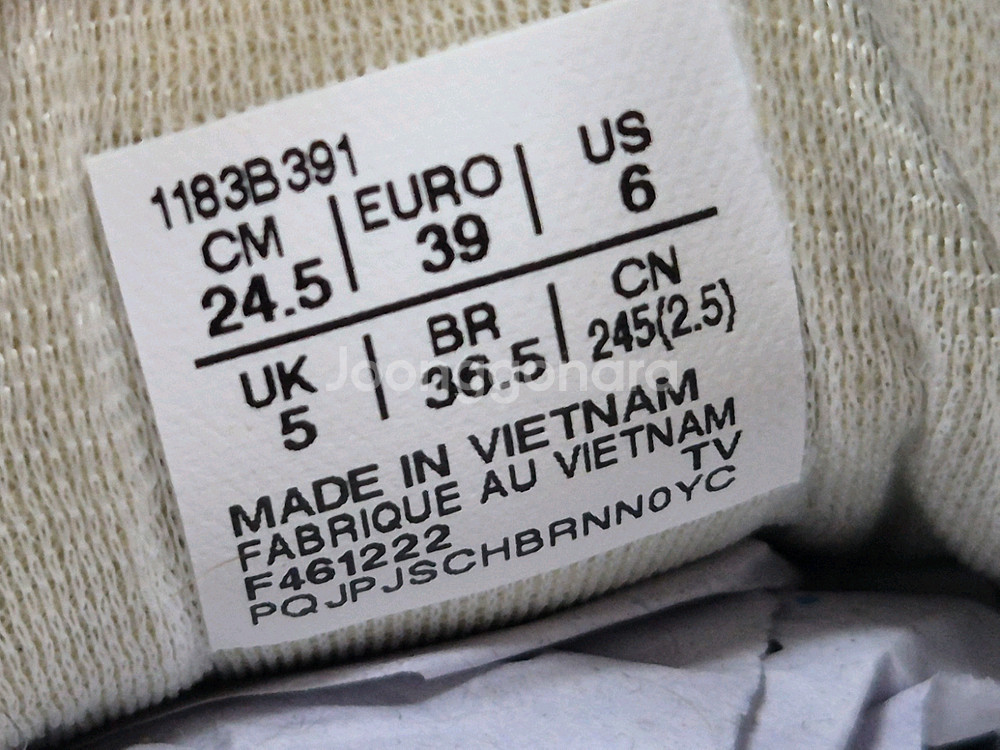 1183B391
CM | EURO | US
24.5 39 6
UK | BR | CN
5 36.5 245(2.5)
Joonggonara
MADE IN VIETNAM
FABRIQUE AU VIETNAM
TV
F461222
PQJPJSCHBRNN0YC